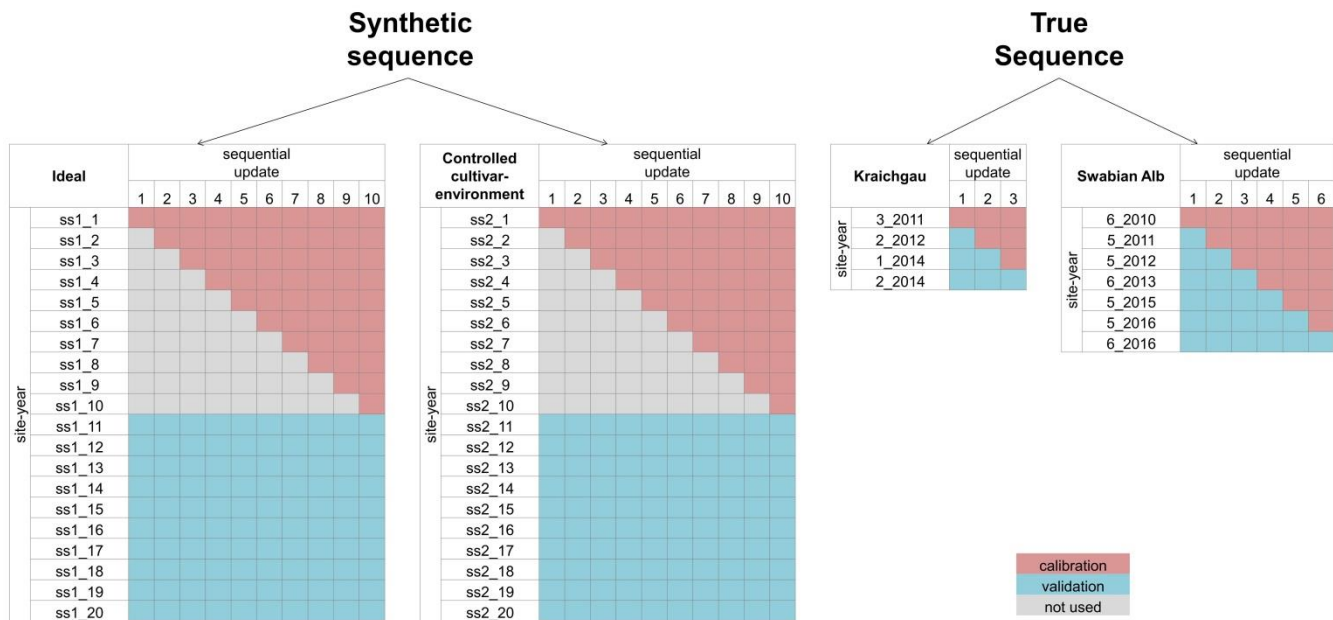 Synthetic
sequence
True
Sequence
Ideal
sequential
update
1 2 3 4 5 6 7 8 9 10
site-year
ss1_1
ss1_2
ss1_3
ss1_4
ss1_5
ss1_6
ss1_7
ss1_8
ss1_9
ss1_10
ss1_11
ss1_12
ss1_13
ss1_14
ss1_15
ss1_16
ss1_17
ss1_18
ss1_19
ss1_20
Controlled
cultivar-
environment
sequential
update
1 2 3 4 5 6 7 8 9 10
site-year
ss2_1
ss2_2
ss2_3
ss2_4
ss2_5
ss2_6
ss2_7
ss2_8
ss2_9
ss2_10
ss2_11
ss2_12
ss2_13
ss2_14
ss2_15
ss2_16
ss2_17
ss2_18
ss2_19
ss2_20
Kraichgau
sequential
update
1 2 3
site-year
3_2011
2_2012
1_2014
2_2014
Swabian Alb
sequential
update
1 2 3 4 5 6
site-year
6_2010
5_2011
5_2012
6_2013
5_2015
5_2016
6_2016
calibration
validation
not used